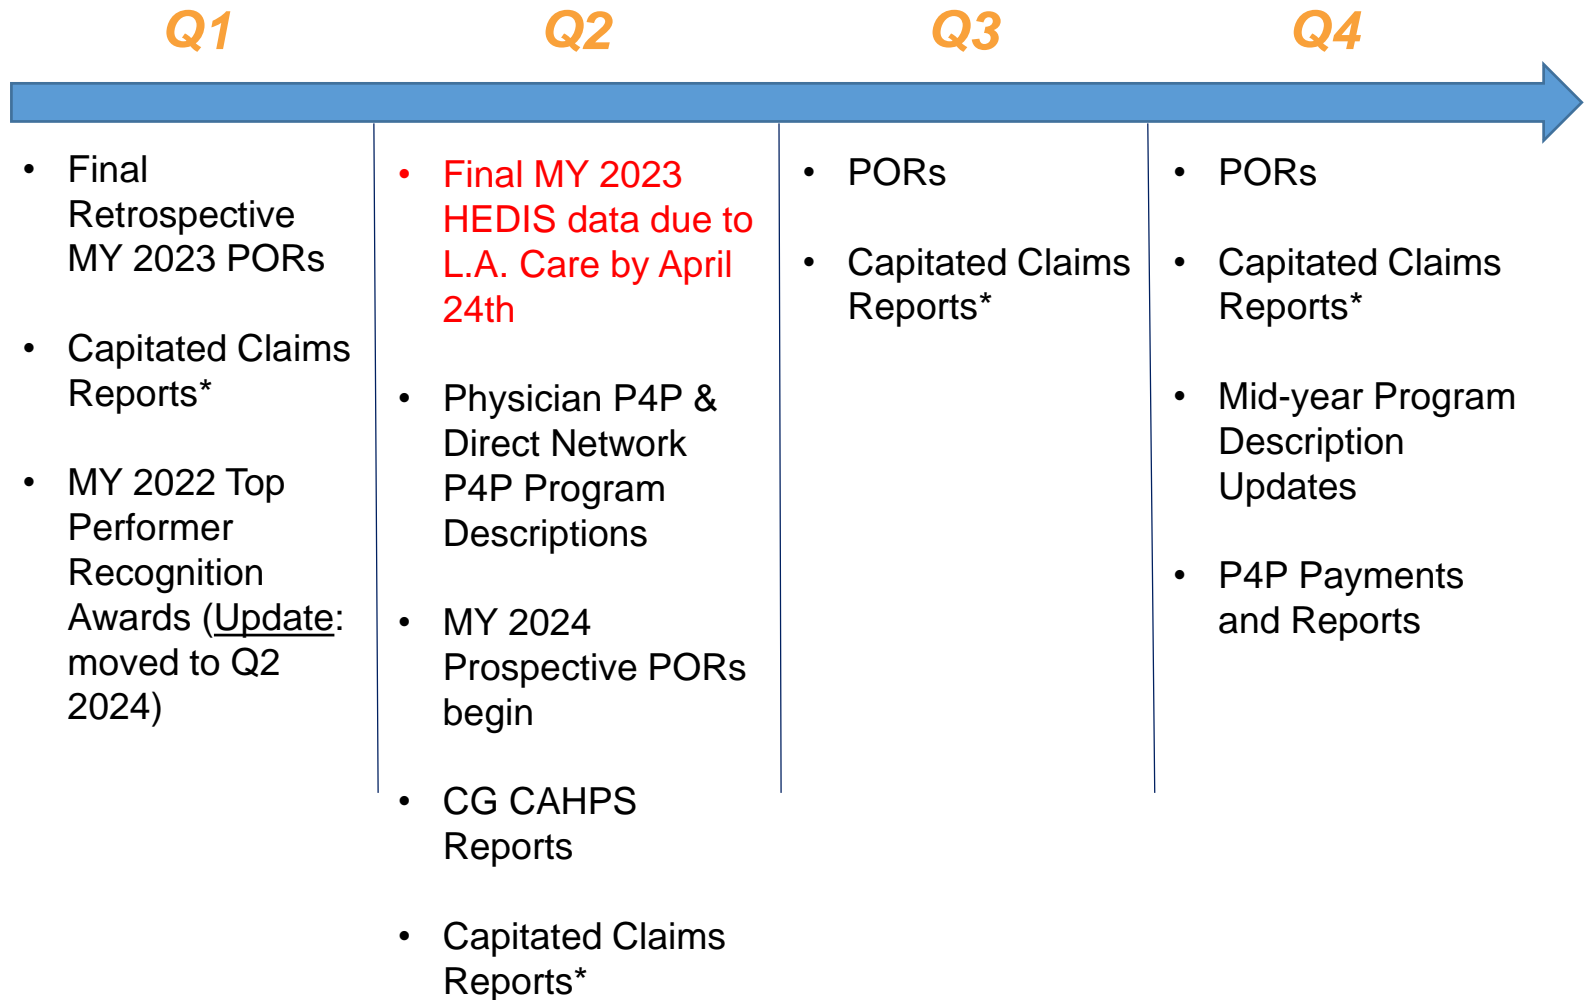 Q1
Q2
Q3
Q4
• Final
Retrospective
MY 2023 PORs
• Capitated Claims
Reports*
• MY 2022 Top
Performer
Recognition
Awards (Update:
moved to Q2
2024)
• Final MY 2023
HEDIS data due to
L.A. Care by April
24th
• Physician P4P &
Direct Network
P4P Program
Descriptions
• MY 2024
Prospective PORs
begin
• CG CAHPS
Reports
• Capitated Claims
Reports*
• PORs
• Capitated Claims
Reports*
• PORs
• Capitated Claims
Reports*
• Mid-year Program
Description
Updates
• P4P Payments
and Reports